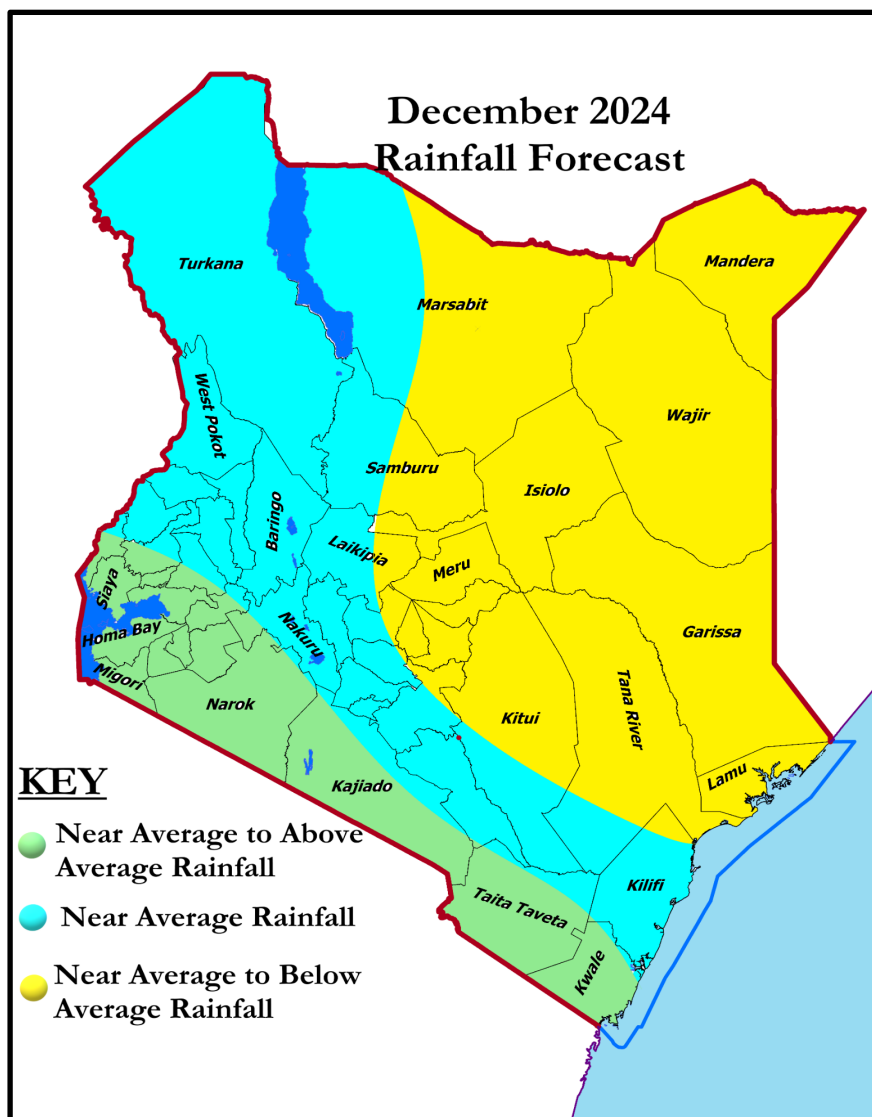 December 2024
Rainfall Forecast
Turkana
Marsabit
Mandera
West Pokot
Wajir
Samburu
Isiolo
Baringo
Laikipia
Meru
Siaya
Homa Bay
Nakuru
Garissa
Migori
Narok
Kitui
Tana River
Lamu
Kajiado
Kilifi
Taita Taveta
Kwale
KEY
Near Average to Above
Average Rainfall
Near Average Rainfall
Near Average to Below
Average Rainfall